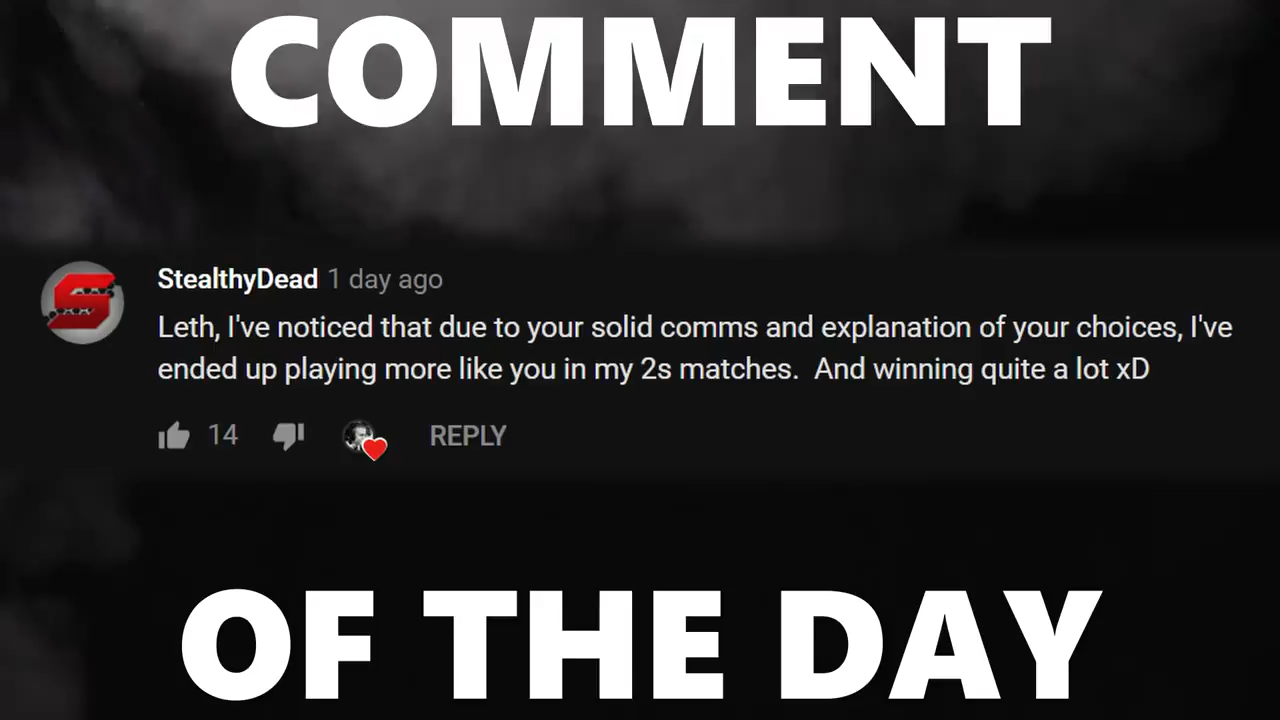 COMMENT
StealthyDead 1 day ago
Leth, I've noticed that due to your solid comms and explanation of your choices, I've
ended up playing more like you in my 2s matches.  And winning quite a lot xD
14 REPLY
OF THE DAY